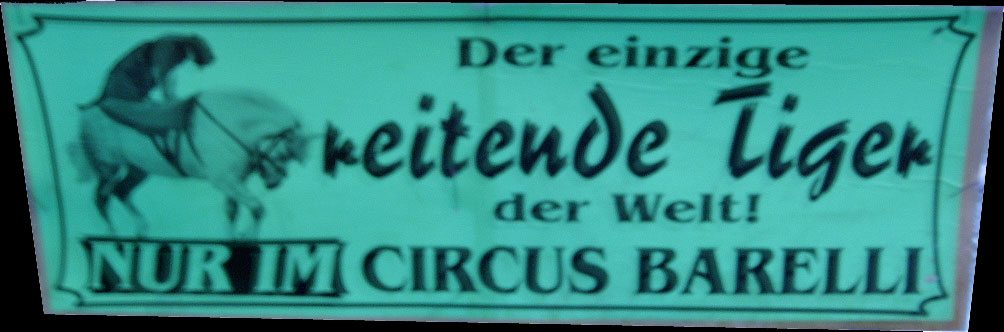 Der einzige
reitende Tiger
der Welt!
NUR IM CIRCUS BARELLI